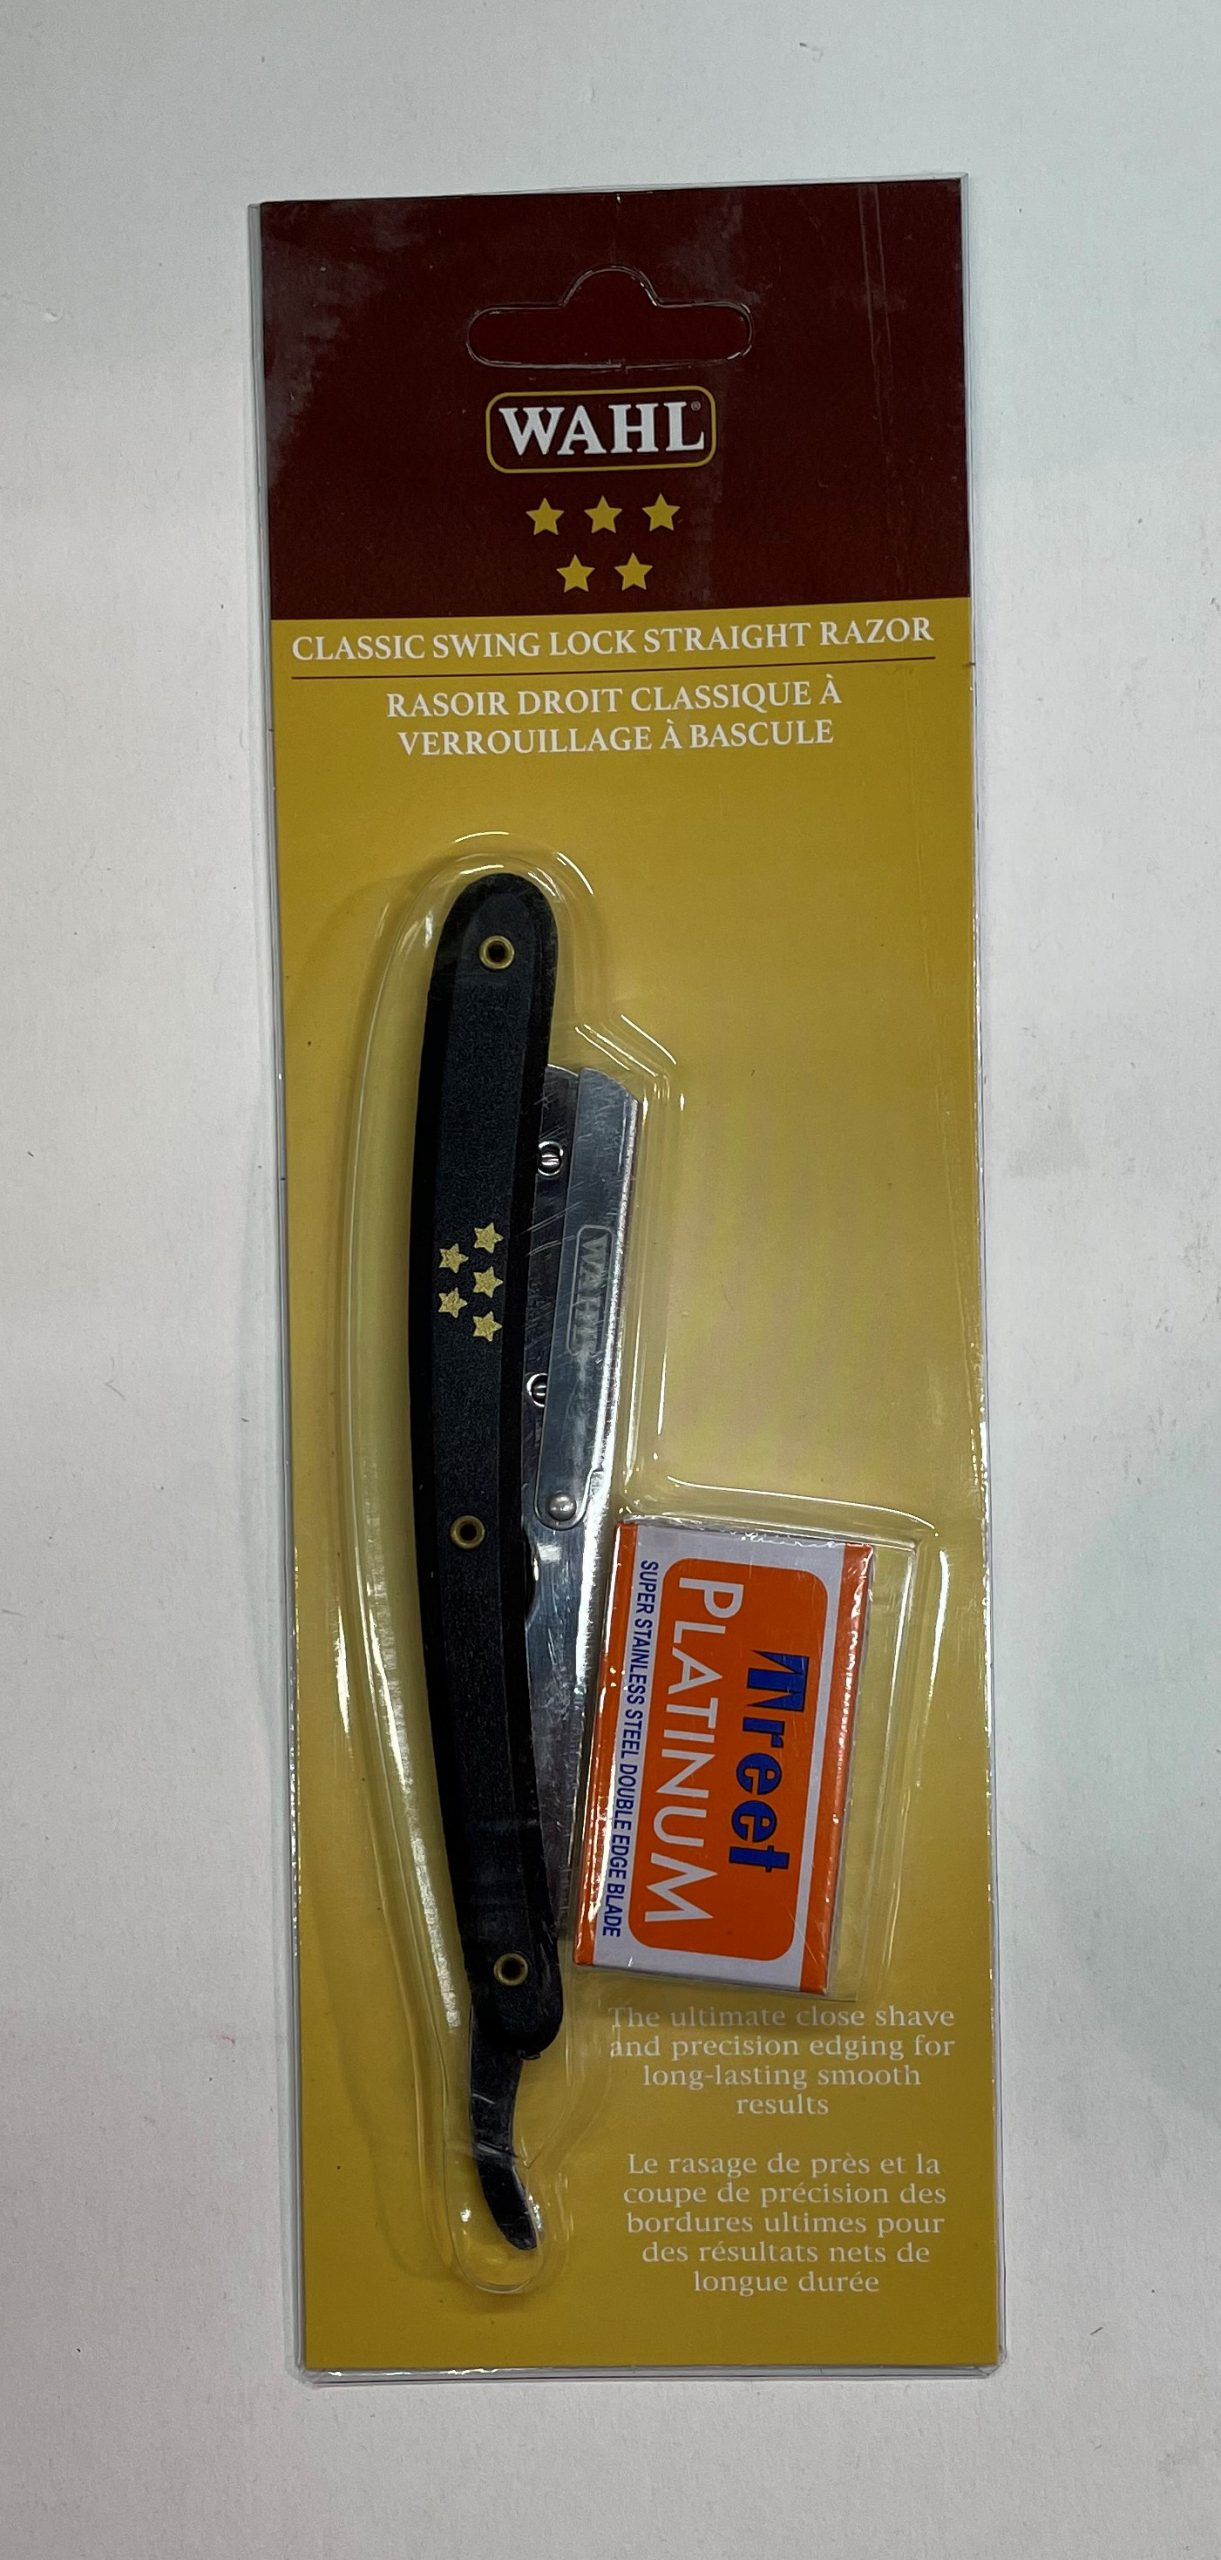 WAHL®
CLASSIC SWING LOCK STRAIGHT RAZOR
RASOIR DROIT CLASSIQUE À
VERROUILLAGE À BASCULE
WAHL
Treet
PLATINUM
SUPER STAINLESS STEEL DOUBLE EDGE BLADE
The ultimate close shave
and precision edging for
long-lasting smooth
results
Le rasage de près et la
coupe de précision des
bordures ultimes pour
des résultats nets de
longue durée